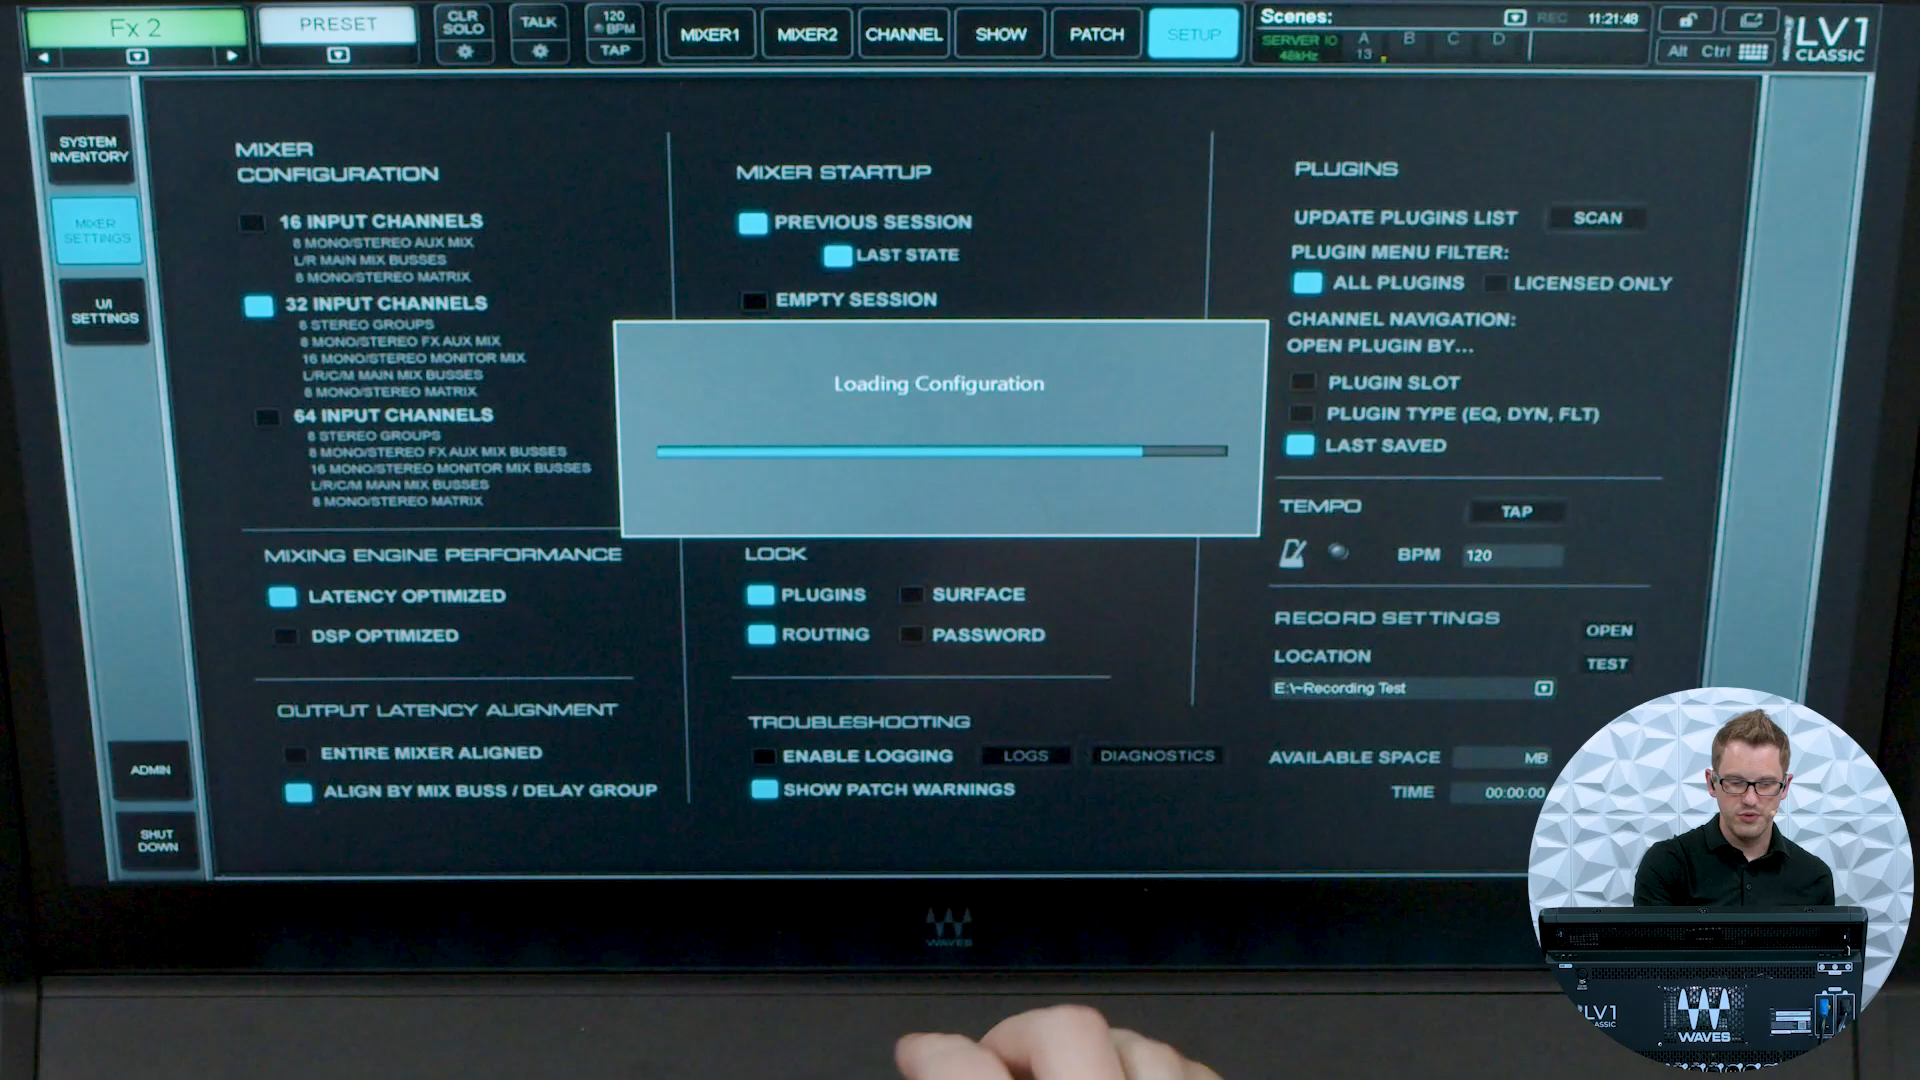 Fx 2
PRESET
CLR
SOLO
TALK
120
BPM
TAP
MIXER1
MIXER2
CHANNEL
SHOW
PATCH
SETUP
Scenes:
REC
11:21:48
SERVER IO
48kHz
A
B
C
D
13
Alt
Ctrl
LV1
CLASSIC
SYSTEM
INVENTORY
MIXER
SETTINGS
U/I
SETTINGS
ADMIN
SHUT
DOWN
MIXER
CONFIGURATION
16 INPUT CHANNELS
8 MONO/STEREO AUX MIX
L/R MAIN MIX BUSSES
8 MONO/STEREO MATRIX
32 INPUT CHANNELS
8 STEREO GROUPS
8 MONO/STEREO FX AUX MIX
16 MONO/STEREO MONITOR MIX
L/R/C/M MAIN MIX BUSSES
8 MONO/STEREO MATRIX
64 INPUT CHANNELS
8 STEREO GROUPS
8 MONO/STEREO FX AUX MIX BUSSES
16 MONO/STEREO MONITOR MIX BUSSES
L/R/C/M MAIN MIX BUSSES
8 MONO/STEREO MATRIX
MIXING ENGINE PERFORMANCE
LATENCY OPTIMIZED
DSP OPTIMIZED
OUTPUT LATENCY ALIGNMENT
ENTIRE MIXER ALIGNED
ALIGN BY MIX BUSS / DELAY GROUP
MIXER STARTUP
PREVIOUS SESSION
LAST STATE
EMPTY SESSION
Loading Configuration
LOCK
PLUGINS
SURFACE
ROUTING
PASSWORD
TROUBLESHOOTING
ENABLE LOGGING
LOGS
DIAGNOSTICS
SHOW PATCH WARNINGS
PLUGINS
UPDATE PLUGINS LIST
SCAN
PLUGIN MENU FILTER:
ALL PLUGINS
LICENSED ONLY
CHANNEL NAVIGATION:
OPEN PLUGIN BY...
PLUGIN SLOT
PLUGIN TYPE (EQ, DYN, FLT)
LAST SAVED
TEMPO
TAP
BPM
120
RECORD SETTINGS
OPEN
LOCATION
TEST
E:\~Recording Test
AVAILABLE SPACE
MB
TIME
00:00:00
WAVES
LV1
WAVES